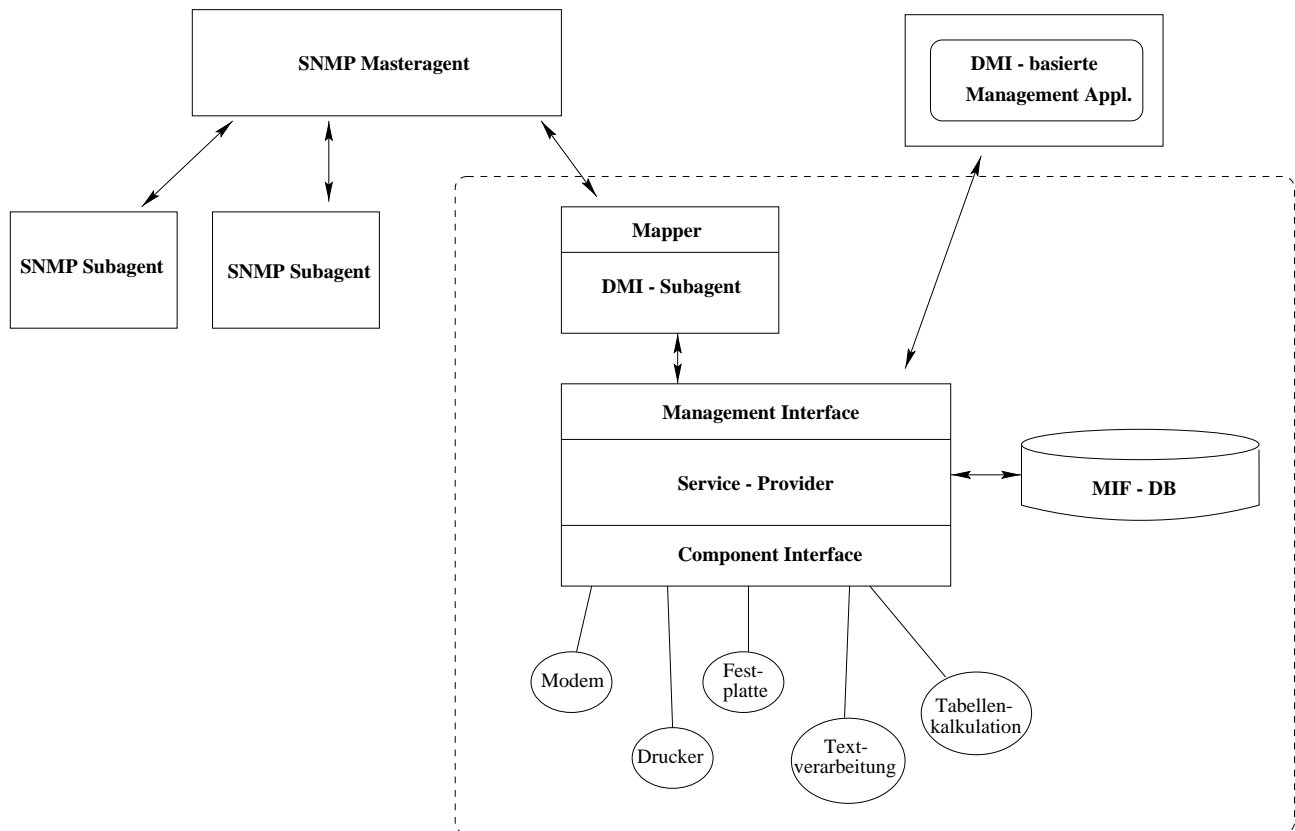 SNMP Masteragent
DMI - basierte
Management Appl.
SNMP Subagent
SNMP Subagent
Mapper
DMI - Subagent
Management Interface
Service - Provider
MIF - DB
Component Interface
Modem
Fest-
platte
Tabellen-
kalkulation
Drucker
Text-
verarbeitung